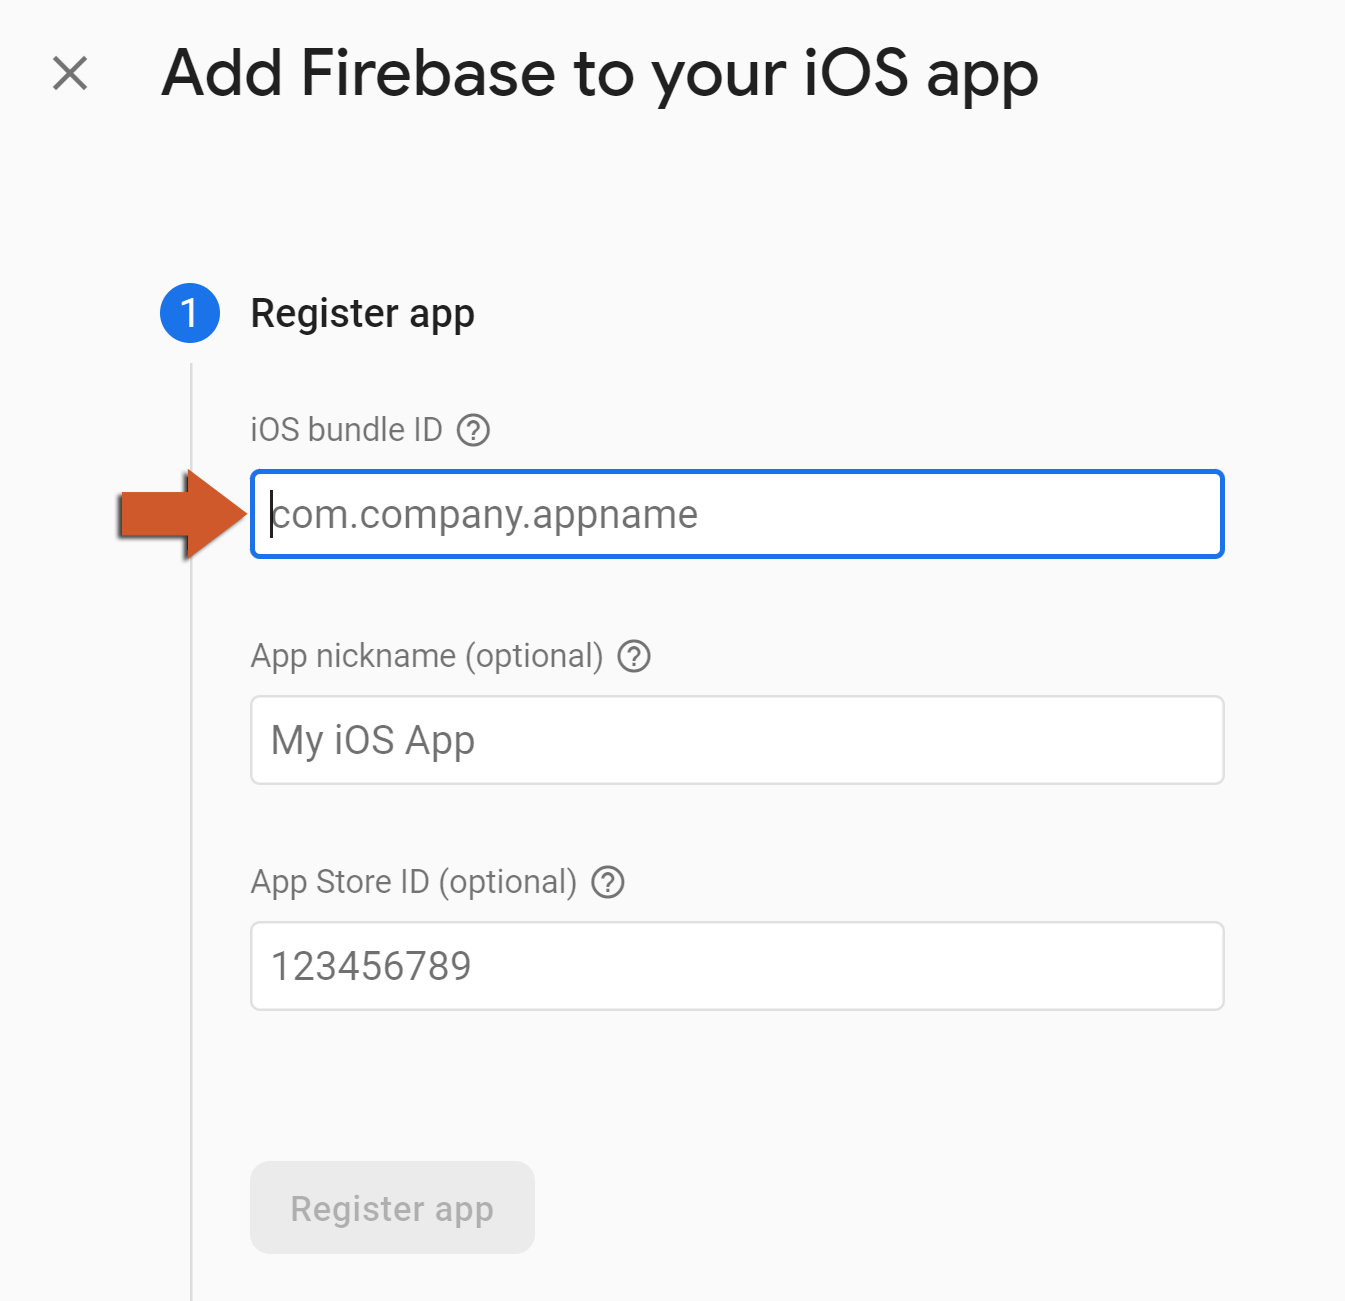 Add Firebase to your iOS app
1 Register app
iOS bundle ID ?
com.company.appname
App nickname (optional) ?
My iOS App
App Store ID (optional) ?
123456789
Register app